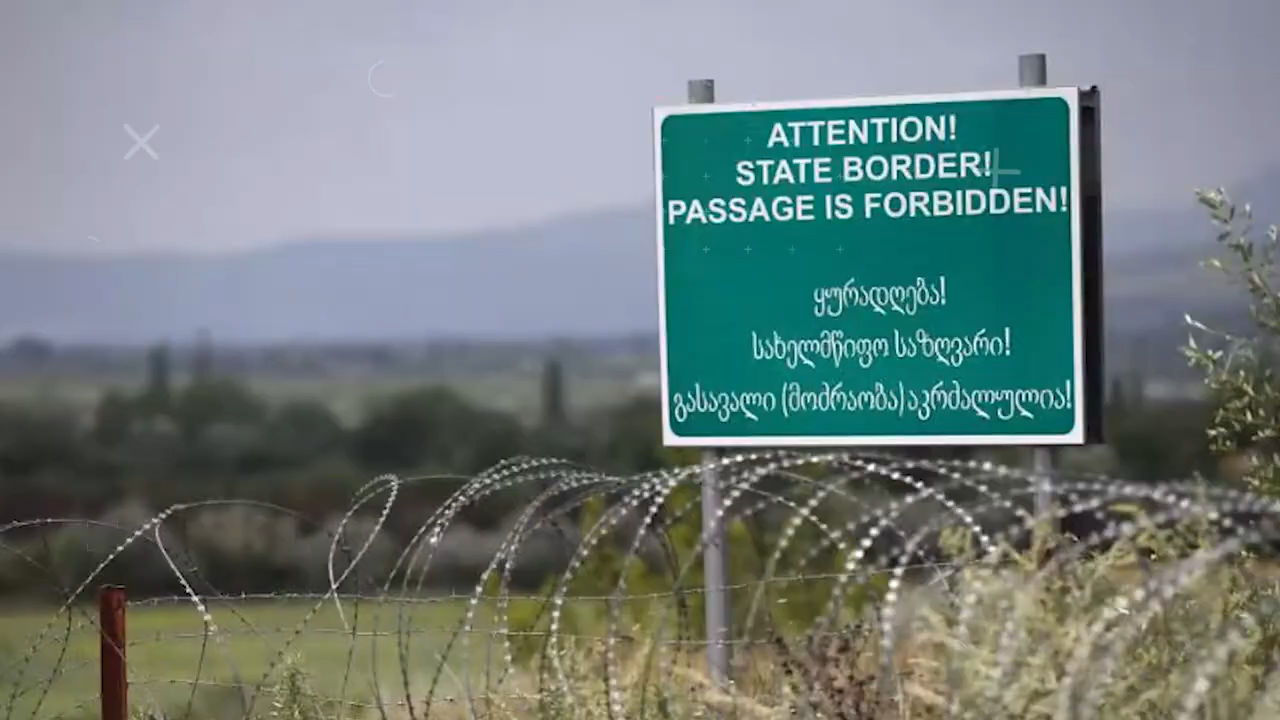 ATTENTION!
STATE BORDER!
PASSAGE IS FORBIDDEN!
ყურადღება!
სახელმწიფო საზღვარი!
გასავალი (მოძრაობა) აკრძალულია!